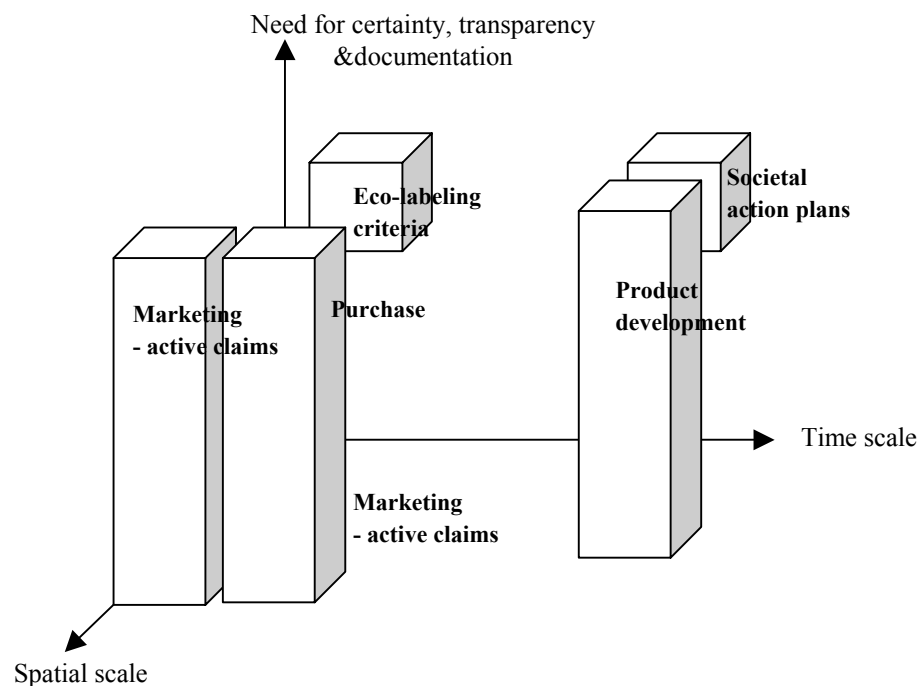 Need for certainty, transparency
&documentation
Eco-labeling
criteria
Societal
action plans
Marketing
- active claims
Purchase
Product
development
Time scale
Marketing
- active claims
Spatial scale